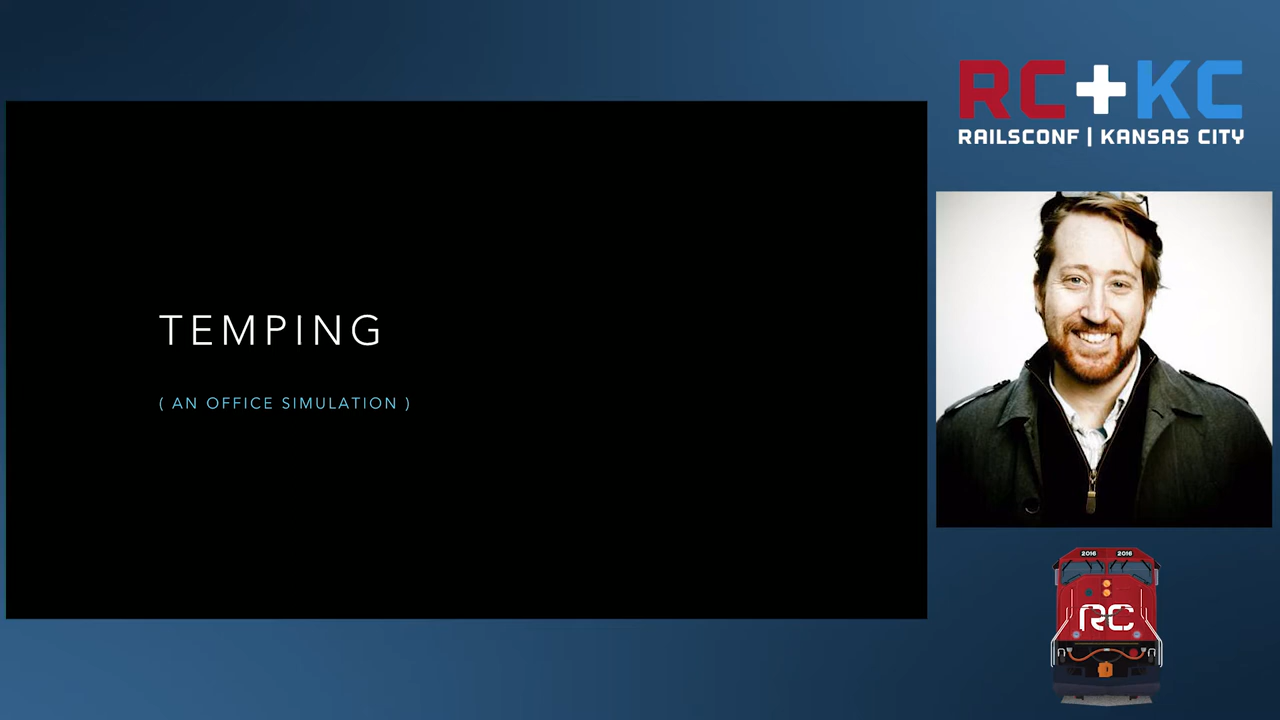 RC+KC
RAILSCONF | KANSAS CITY
TEMPING
( AN OFFICE SIMULATION )
2016 2016
RC